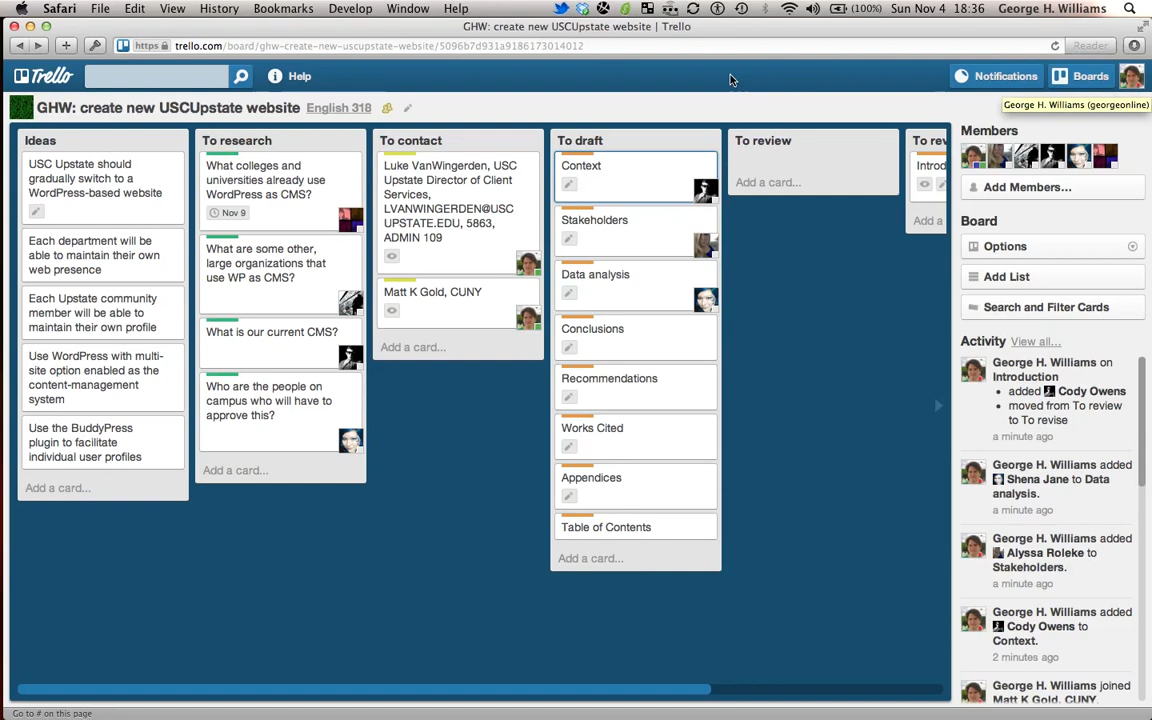 Safari File Edit View History Bookmarks Develop Window Help (100%) Sun Nov 4 18:36 George H. Williams
GHW: create new USCUpstate website | Trello
https trello.com/board/ghw-create-new-uscupstate-website/5096b7d931a9186173014012 Reader
Trello Help Notifications Boards
GHW: create new USCUpstate website English 318
George H. Williams (georgeonline)
Ideas
USC Upstate should
gradually switch to a
WordPress-based website
Each department will be
able to maintain their own
web presence
Each Upstate community
member will be able to
maintain their own profile
Use WordPress with multi-
site option enabled as the
content-management
system
Use the BuddyPress
plugin to facilitate
individual user profiles
Add a card...
To research
What colleges and
universities already use
WordPress as CMS?
Nov 9
What are some other,
large organizations that
use WP as CMS?
What is our current CMS?
Who are the people on
campus who will have to
approve this?
Add a card...
To contact
Luke VanWingerden, USC
Upstate Director of Client
Services,
LVANWINGERDEN@USC
UPSTATE.EDU, 5863,
ADMIN 109
Matt K Gold, CUNY
Add a card...
To draft
Context
Stakeholders
Data analysis
Conclusions
Recommendations
Works Cited
Appendices
Table of Contents
Add a card...
To review
Add a card...
To rev
Introd
Add a
Members
Add Members...
Board
Options
Add List
Search and Filter Cards
Activity View all...
George H. Williams on
Introduction
• added Cody Owens
• moved from To review
to To revise
a minute ago
George H. Williams added
Shena Jane to Data
analysis.
a minute ago
George H. Williams added
Alyssa Roleke to
Stakeholders.
a minute ago
George H. Williams added
Cody Owens to
Context.
2 minutes ago
George H. Williams joined
Matt K Gold, CUNY.
Go to # on this page